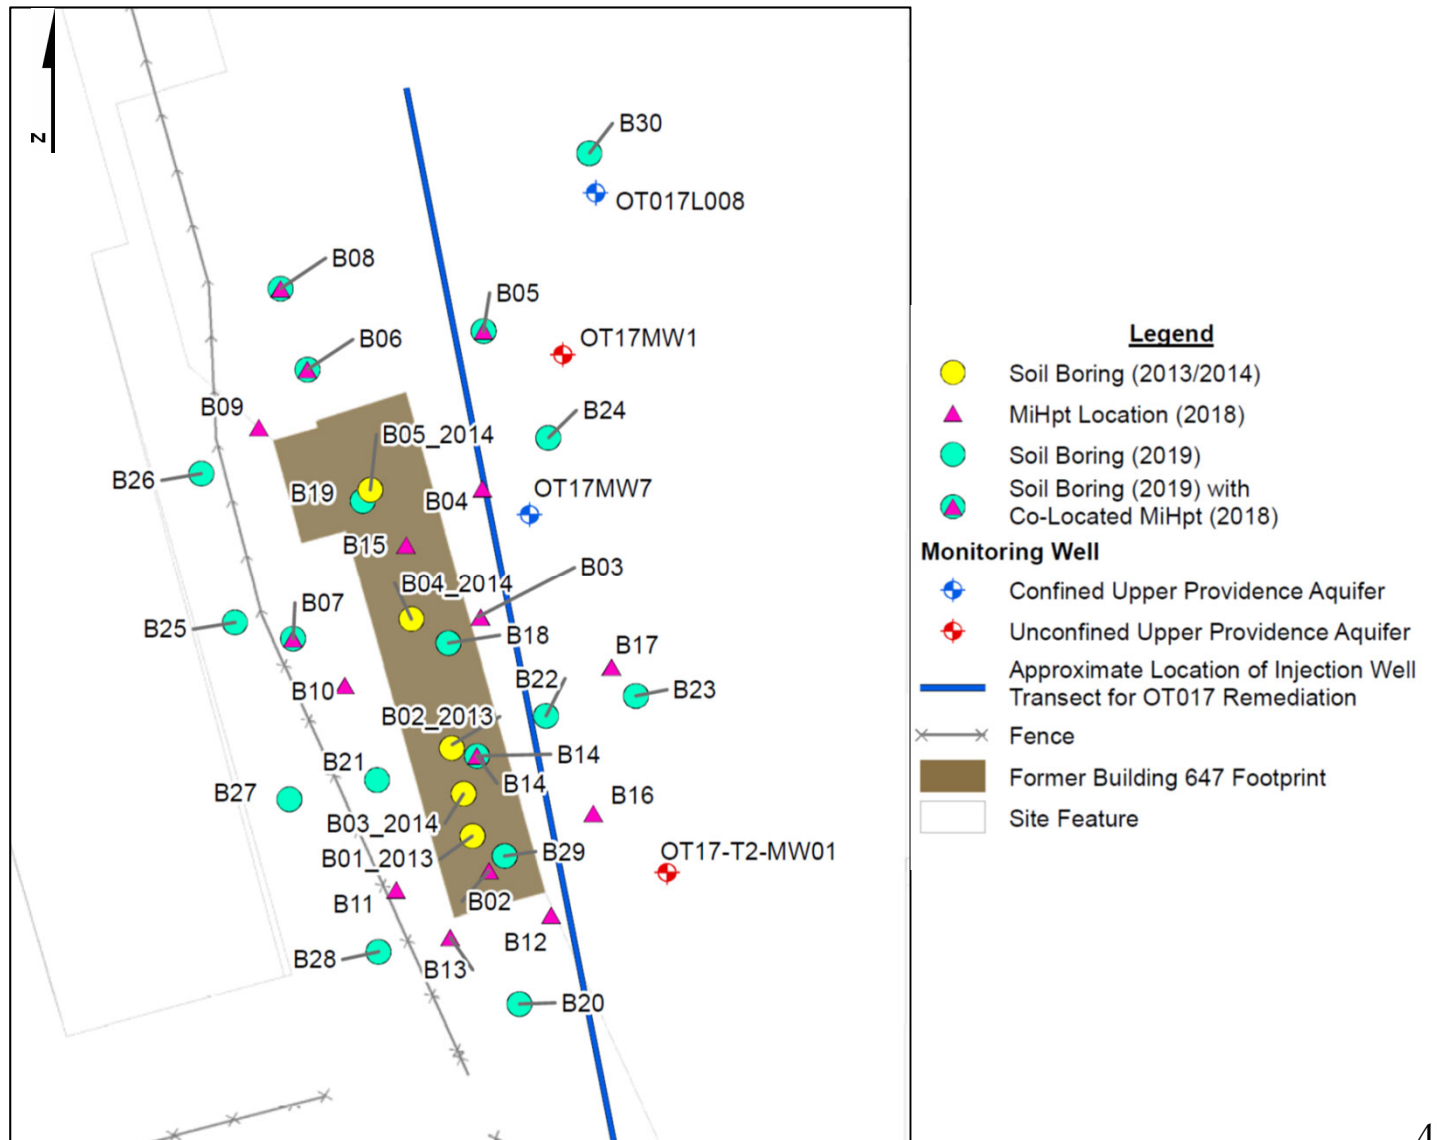 N
B30
OT017L008
B08
B05
B06
OT17MW1
B09
B24
B05_2014
B26
B19
B04
OT17MW7
B15
B04_2014
B03
B07
B25
B18
B17
B10
B22
B23
B02_2013
B14
B21
B14
B27
B16
B03_2014
B01_2013
B29
OT17-T2-MW01
B11
B02
B12
B28
B13
B20
Legend
Soil Boring (2013/2014)
MiHpt Location (2018)
Soil Boring (2019)
Soil Boring (2019) with
Co-Located MiHpt (2018)
Monitoring Well
Confined Upper Providence Aquifer
Unconfined Upper Providence Aquifer
Approximate Location of Injection Well
Transect for OT017 Remediation
Fence
Former Building 647 Footprint
Site Feature
4